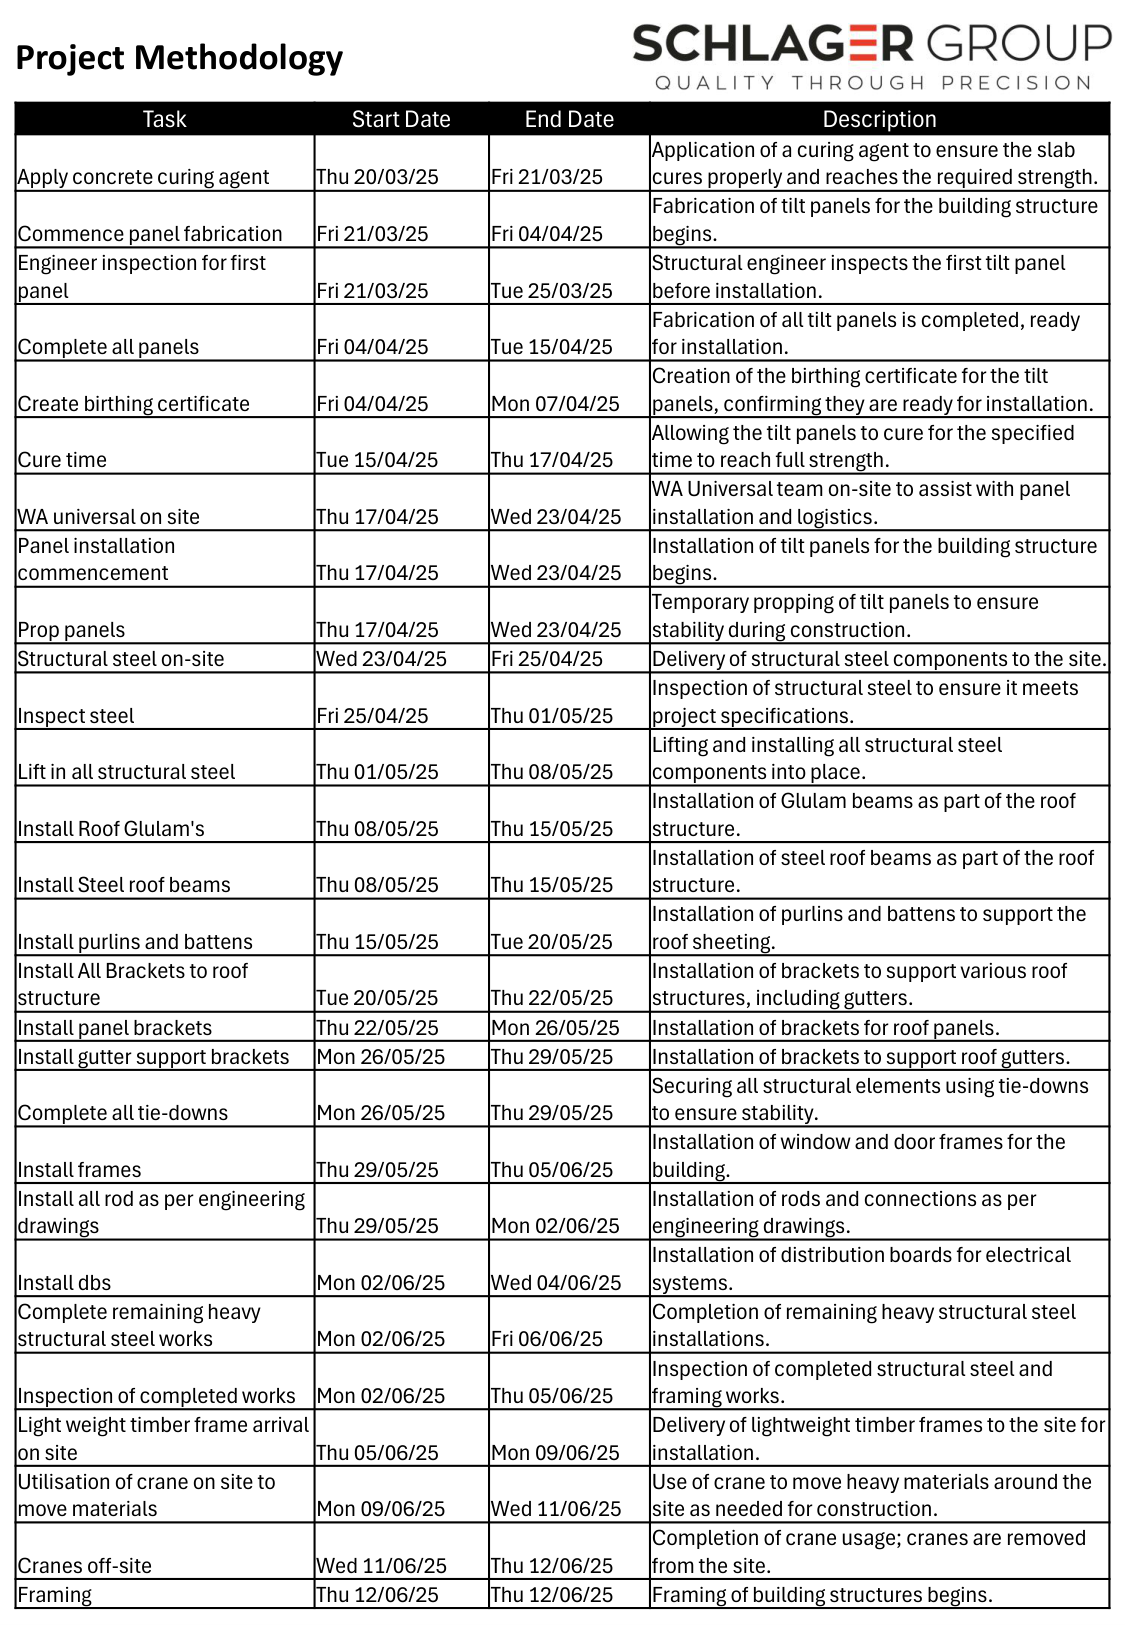 Project Methodology
SCHLAGER GROUP
QUALITY THROUGH PRECISION
Task Start Date End Date Description
Apply concrete curing agent Thu 20/03/25 Fri 21/03/25 Application of a curing agent to ensure the slab
cures properly and reaches the required strength.
Commence panel fabrication Fri 21/03/25 Fri 04/04/25 Fabrication of tilt panels for the building structure
begins.
Engineer inspection for first
panel Fri 21/03/25 Tue 25/03/25 Structural engineer inspects the first tilt panel
before installation.
Complete all panels Fri 04/04/25 Tue 15/04/25 Fabrication of all tilt panels is completed, ready
for installation.
Create birthing certificate Fri 04/04/25 Mon 07/04/25 Creation of the birthing certificate for the tilt
panels, confirming they are ready for installation.
Cure time Tue 15/04/25 Thu 17/04/25 Allowing the tilt panels to cure for the specified
time to reach full strength.
WA universal on site Thu 17/04/25 Wed 23/04/25 WA Universal team on-site to assist with panel
installation and logistics.
Panel installation
commencement Thu 17/04/25 Wed 23/04/25 Installation of tilt panels for the building structure
begins.
Prop panels Thu 17/04/25 Wed 23/04/25 Temporary propping of tilt panels to ensure
stability during construction.
Structural steel on-site Wed 23/04/25 Fri 25/04/25 Delivery of structural steel components to the site.
Inspect steel Fri 25/04/25 Thu 01/05/25 Inspection of structural steel to ensure it meets
project specifications.
Lift in all structural steel Thu 01/05/25 Thu 08/05/25 Lifting and installing all structural steel
components into place.
Install Roof Glulam's Thu 08/05/25 Thu 15/05/25 Installation of Glulam beams as part of the roof
structure.
Install Steel roof beams Thu 08/05/25 Thu 15/05/25 Installation of steel roof beams as part of the roof
structure.
Install purlins and battens Thu 15/05/25 Tue 20/05/25 Installation of purlins and battens to support the
roof sheeting.
Install All Brackets to roof
structure Tue 20/05/25 Thu 22/05/25 Installation of brackets to support various roof
structures, including gutters.
Install panel brackets Thu 22/05/25 Mon 26/05/25 Installation of brackets for roof panels.
Install gutter support brackets Mon 26/05/25 Thu 29/05/25 Installation of brackets to support roof gutters.
Complete all tie-downs Mon 26/05/25 Thu 29/05/25 Securing all structural elements using tie-downs
to ensure stability.
Install frames Thu 29/05/25 Thu 05/06/25 Installation of window and door frames for the
building.
Install all rod as per engineering
drawings Thu 29/05/25 Mon 02/06/25 Installation of rods and connections as per
engineering drawings.
Install dbs Mon 02/06/25 Wed 04/06/25 Installation of distribution boards for electrical
systems.
Complete remaining heavy
structural steel works Mon 02/06/25 Fri 06/06/25 Completion of remaining heavy structural steel
installations.
Inspection of completed works Mon 02/06/25 Thu 05/06/25 Inspection of completed structural steel and
framing works.
Light weight timber frame arrival
on site Thu 05/06/25 Mon 09/06/25 Delivery of lightweight timber frames to the site for
installation.
Utilisation of crane on site to
move materials Mon 09/06/25 Wed 11/06/25 Use of crane to move heavy materials around the
site as needed for construction.
Cranes off-site Wed 11/06/25 Thu 12/06/25 Completion of crane usage; cranes are removed
from the site.
Framing Thu 12/06/25 Thu 12/06/25 Framing of building structures begins.